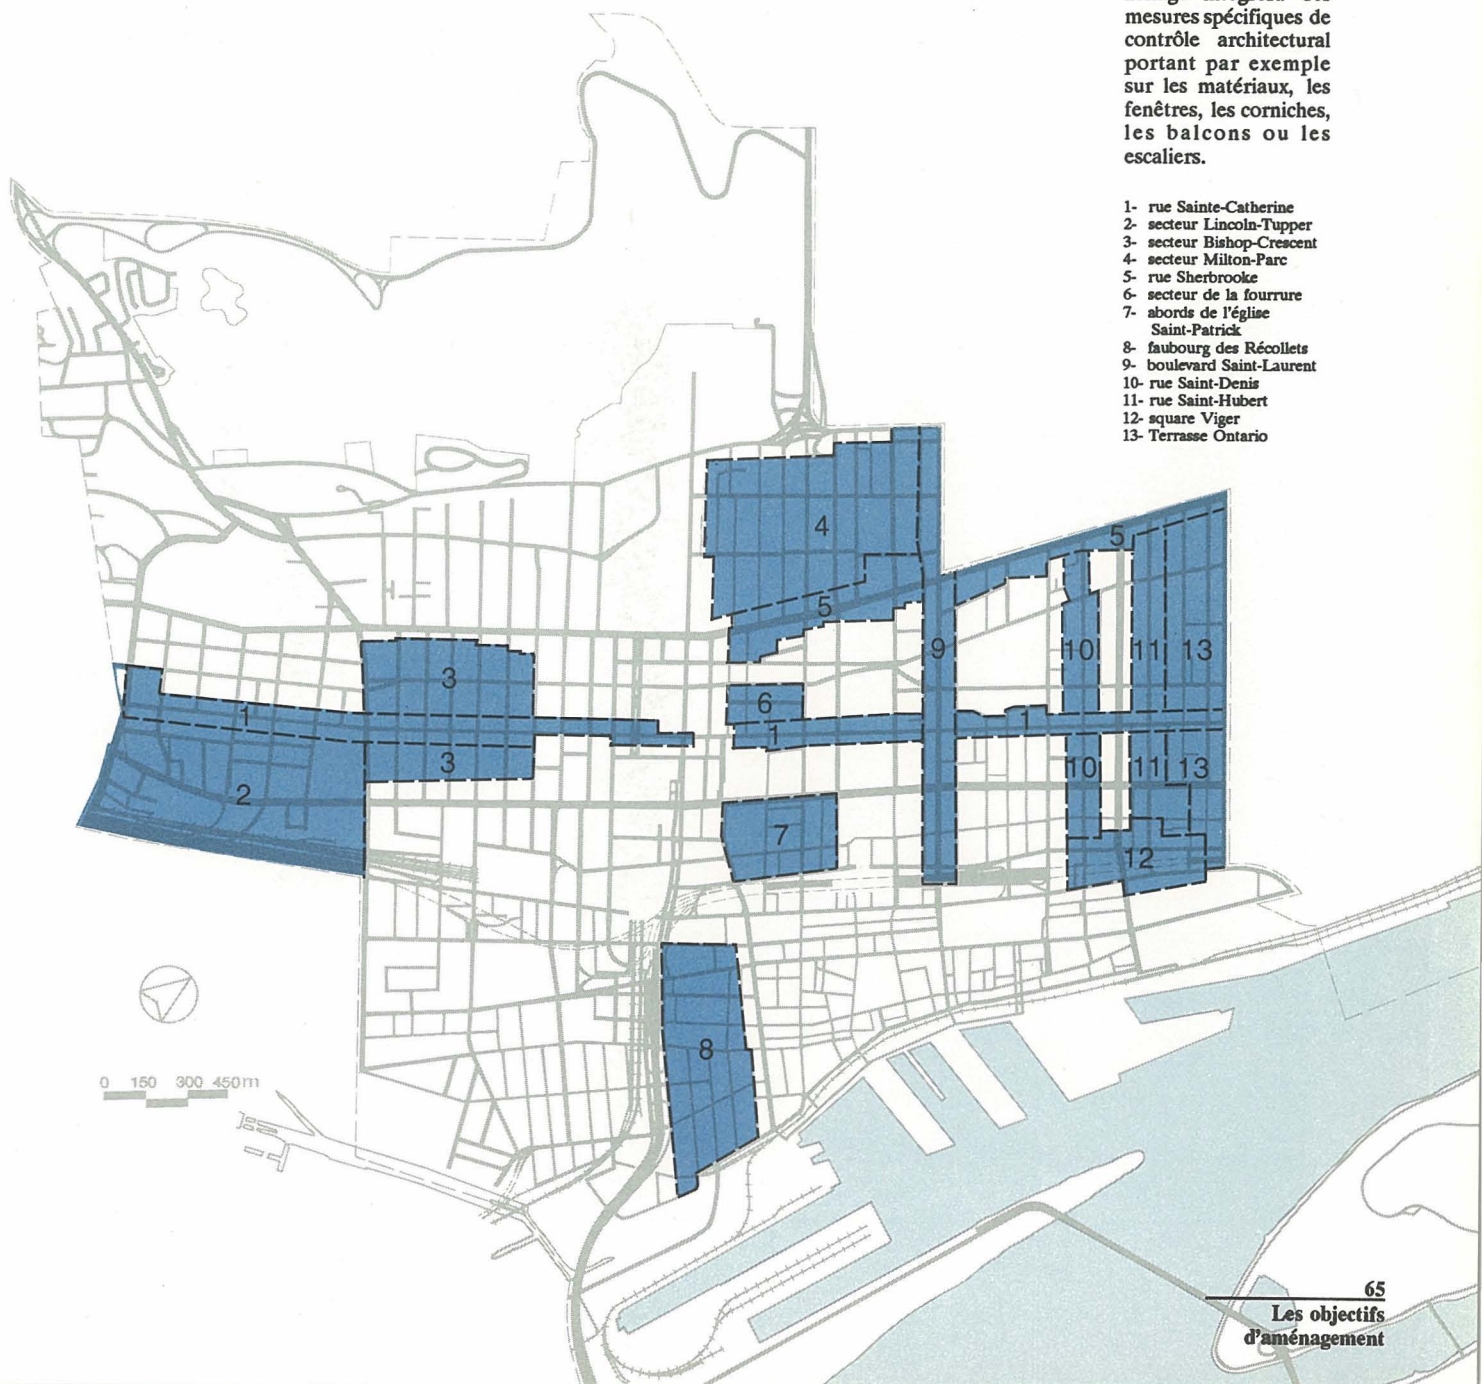 mesures spécifiques de
contrôle architectural
portant par exemple
sur les matériaux, les
fenêtres, les corniches,
les balcons ou les
escaliers.
1- rue Sainte-Catherine
2- secteur Lincoln-Tupper
3- secteur Bishop-Crescent
4- secteur Milton-Parc
5- rue Sherbrooke
6- secteur de la fourrure
7- abords de l'église
Saint-Patrick
8- faubourg des Récollets
9- boulevard Saint-Laurent
10- rue Saint-Denis
11- rue Saint-Hubert
12- square Viger
13- Terrasse Ontario
4
5
5
3
9
10
11
13
6
1
1
1
3
2
10
11
13
7
12
8
0 150 300 450m
65
Les objectifs
d'aménagement